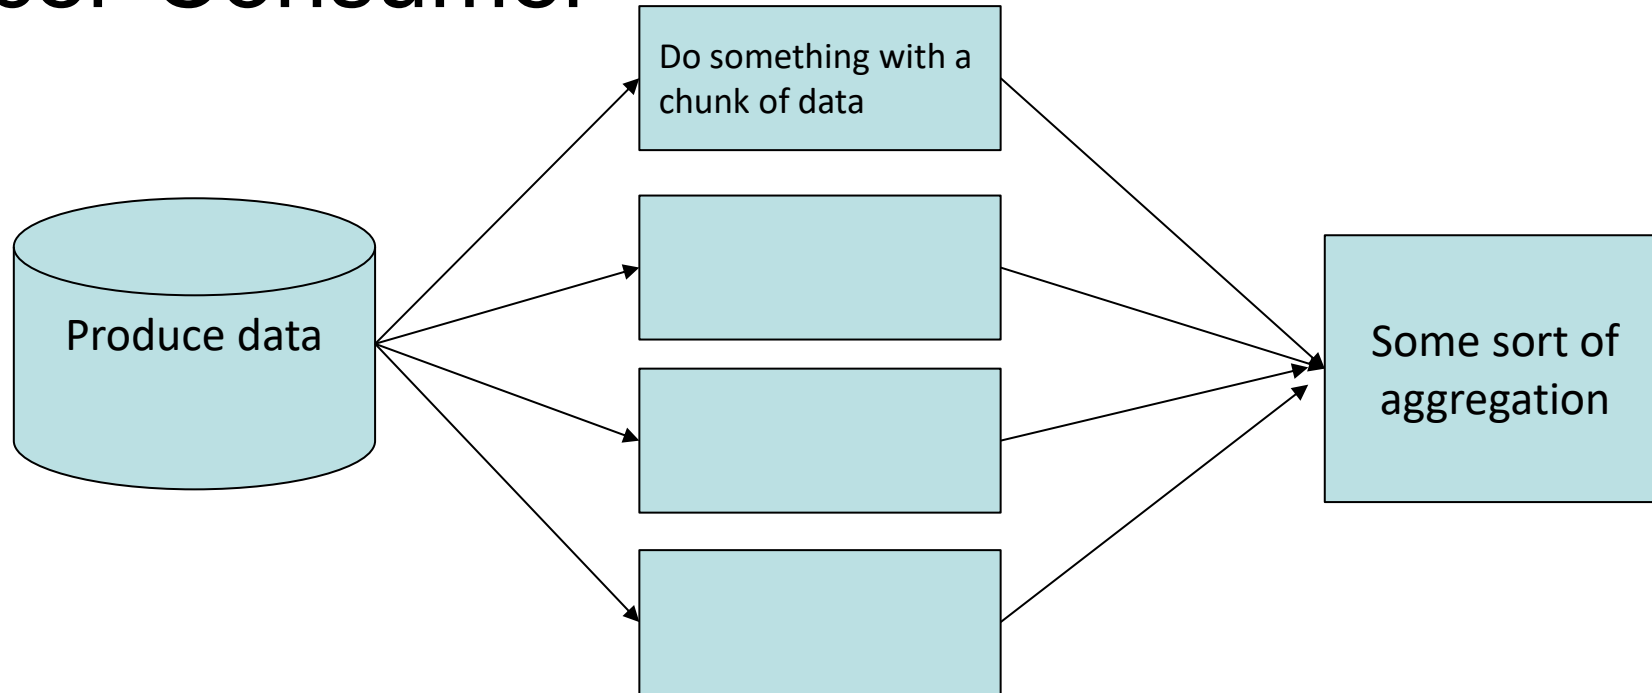 Do something with a
chunk of data
Produce data
Some sort of
aggregation